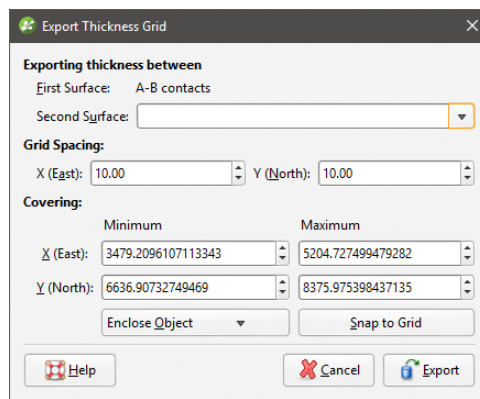 Export Thickness Grid
Exporting thickness between
First Surface: A-B contacts
Second Surface:
Grid Spacing:
X (East): 10.00 Y (North): 10.00
Covering:
Minimum Maximum
X (East): 3479.2096107113343 5204.727499479282
Y (North): 6636.90732749469 8375.975398437135
Enclose Object Snap to Grid
Help Cancel Export